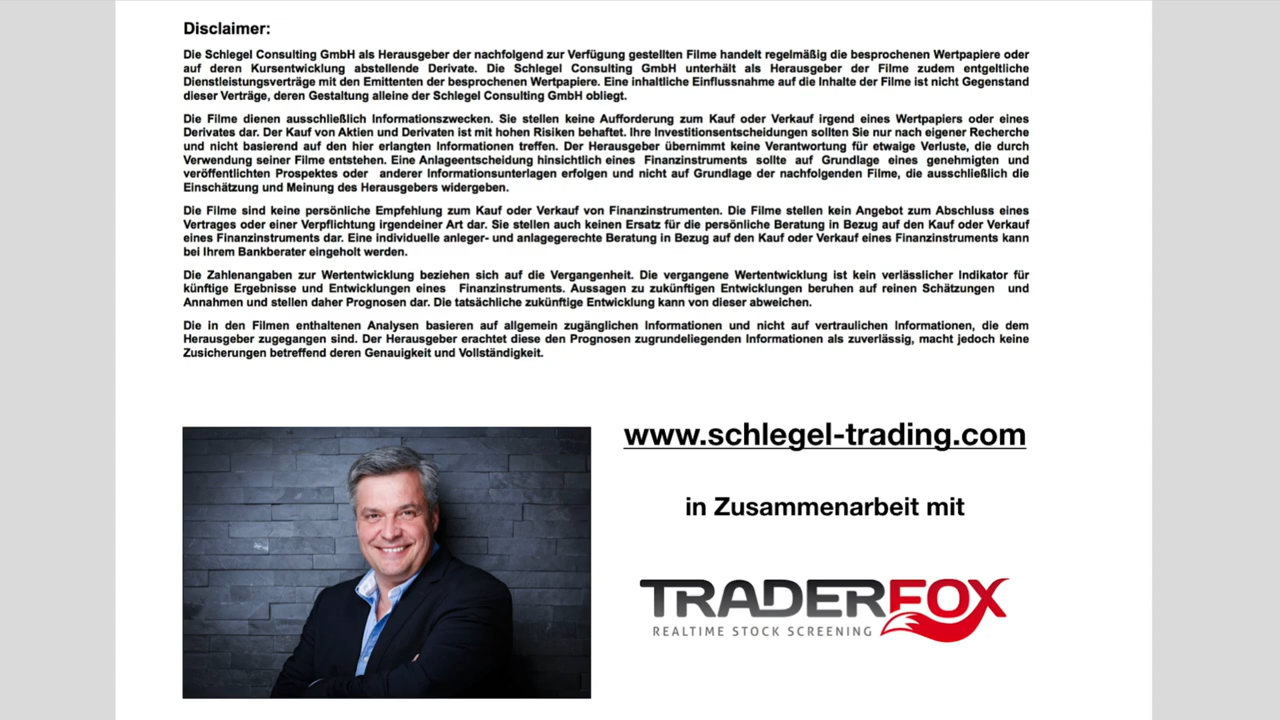 Disclaimer:
Die Schlegel Consulting GmbH als Herausgeber der nachfolgend zur Verfügung gestellten Filme handelt regelmäßig die besprochenen Wertpapiere oder
auf deren Kursentwicklung abstellende Derivate. Die Schlegel Consulting GmbH unterhält als Herausgeber der Filme zudem entgeltliche
Dienstleistungsverträge mit den Emittenten der besprochenen Wertpapiere. Eine inhaltliche Einflussnahme auf die Inhalte der Filme ist nicht Gegenstand
dieser Verträge, deren Gestaltung alleine der Schlegel Consulting GmbH obliegt.
Die Filme dienen ausschließlich Informationszwecken. Sie stellen keine Aufforderung zum Kauf oder Verkauf irgend eines Wertpapiers oder eines
Derivates dar. Der Kauf von Aktien und Derivaten ist mit hohen Risiken behaftet. Ihre Investitionsentscheidungen sollten Sie nur nach eigener Recherche
und nicht basierend auf den hier erlangten Informationen treffen. Der Herausgeber übernimmt keine Verantwortung für etwaige Verluste, die durch
Verwendung seiner Filme entstehen. Eine Anlageentscheidung hinsichtlich eines Finanzinstruments sollte auf Grundlage eines genehmigten und
veröffentlichten Prospektes oder anderer Informationsunterlagen erfolgen und nicht auf Grundlage der nachfolgenden Filme, die ausschließlich die
Einschätzung und Meinung des Herausgebers widergeben.
Die Filme sind keine persönliche Empfehlung zum Kauf oder Verkauf von Finanzinstrumenten. Die Filme stellen kein Angebot zum Abschluss eines
Vertrages oder einer Verpflichtung irgendeiner Art dar. Sie stellen auch keinen Ersatz für die persönliche Beratung in Bezug auf den Kauf oder Verkauf
eines Finanzinstruments dar. Eine individuelle anleger- und anlagegerechte Beratung in Bezug auf den Kauf oder Verkauf eines Finanzinstruments kann
bei Ihrem Bankberater eingeholt werden.
Die Zahlenangaben zur Wertentwicklung beziehen sich auf die Vergangenheit. Die vergangene Wertentwicklung ist kein verlässlicher Indikator für
künftige Ergebnisse und Entwicklungen eines Finanzinstruments. Aussagen zu zukünftigen Entwicklungen beruhen auf reinen Schätzungen und
Annahmen und stellen daher Prognosen dar. Die tatsächliche zukünftige Entwicklung kann von dieser abweichen.
Die in den Filmen enthaltenen Analysen basieren auf allgemein zugänglichen Informationen und nicht auf vertraulichen Informationen, die dem
Herausgeber zugegangen sind. Der Herausgeber erachtet diese den Prognosen zugrundeliegenden Informationen als zuverlässig, macht jedoch keine
Zusicherungen betreffend deren Genauigkeit und Vollständigkeit.
www.schlegel-trading.com
in Zusammenarbeit mit
TRADERFOX
REALTIME STOCK SCREENING